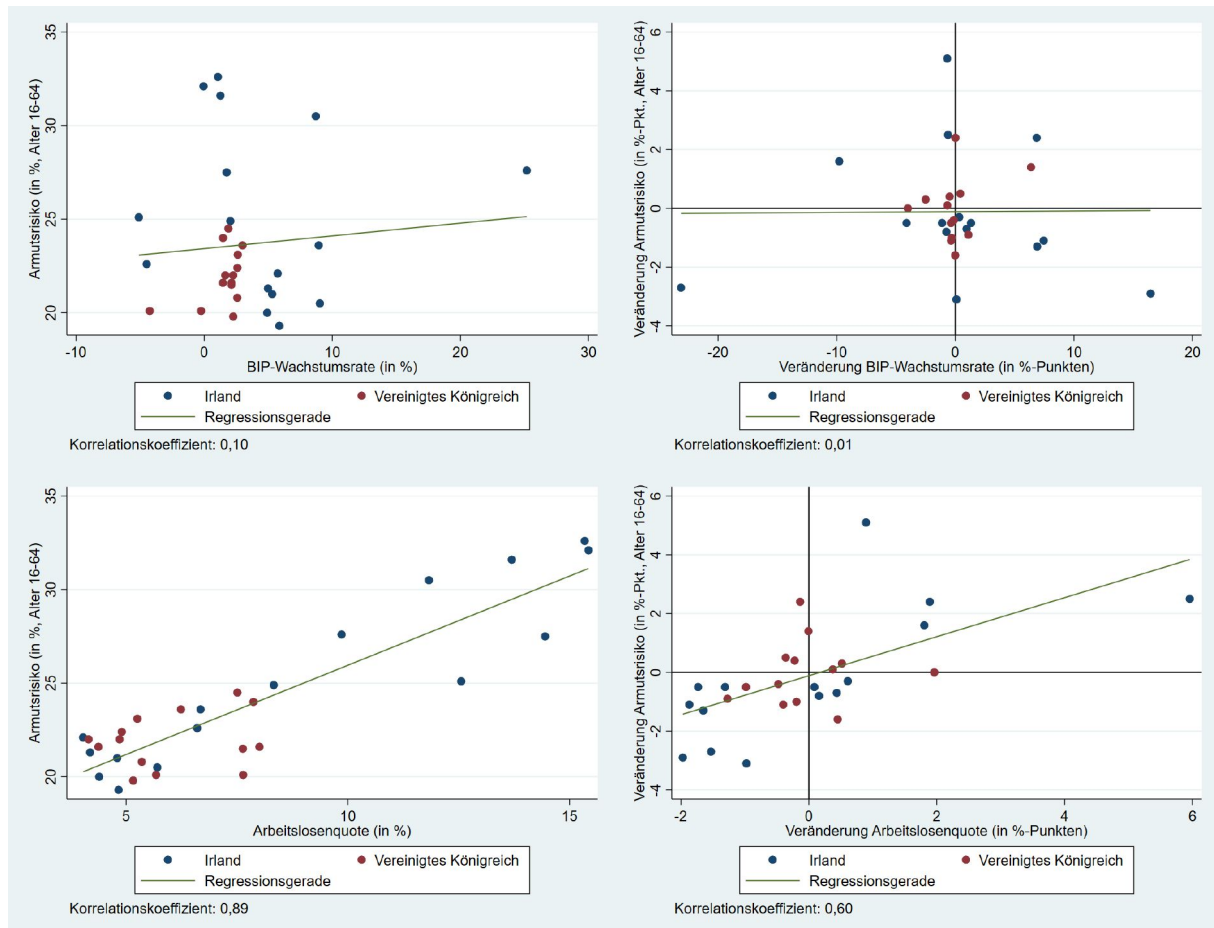 Armutsrisiko (in %, Alter 16-64)
35
30
25
20
-10
0
10
20
30
BIP-Wachstumsrate (in %)
Irland
Vereinigtes Königreich
Regressionsgerade
Korrelationskoeffizient: 0,10
Veränderung Armutsrisiko (in %-Pkt., Alter 16-64)
6
4
2
0
-2
-4
-20
-10
0
10
20
Veränderung BIP-Wachstumsrate (in %-Punkten)
Irland
Vereinigtes Königreich
Regressionsgerade
Korrelationskoeffizient: 0,01
Armutsrisiko (in %, Alter 16-64)
35
30
25
20
5
10
15
Arbeitslosenquote (in %)
Irland
Vereinigtes Königreich
Regressionsgerade
Korrelationskoeffizient: 0,89
Veränderung Armutsrisiko (in %-Pkt., Alter 16-64)
6
4
2
0
-2
-4
-2
0
2
4
6
Veränderung Arbeitslosenquote (in %-Punkten)
Irland
Vereinigtes Königreich
Regressionsgerade
Korrelationskoeffizient: 0,60